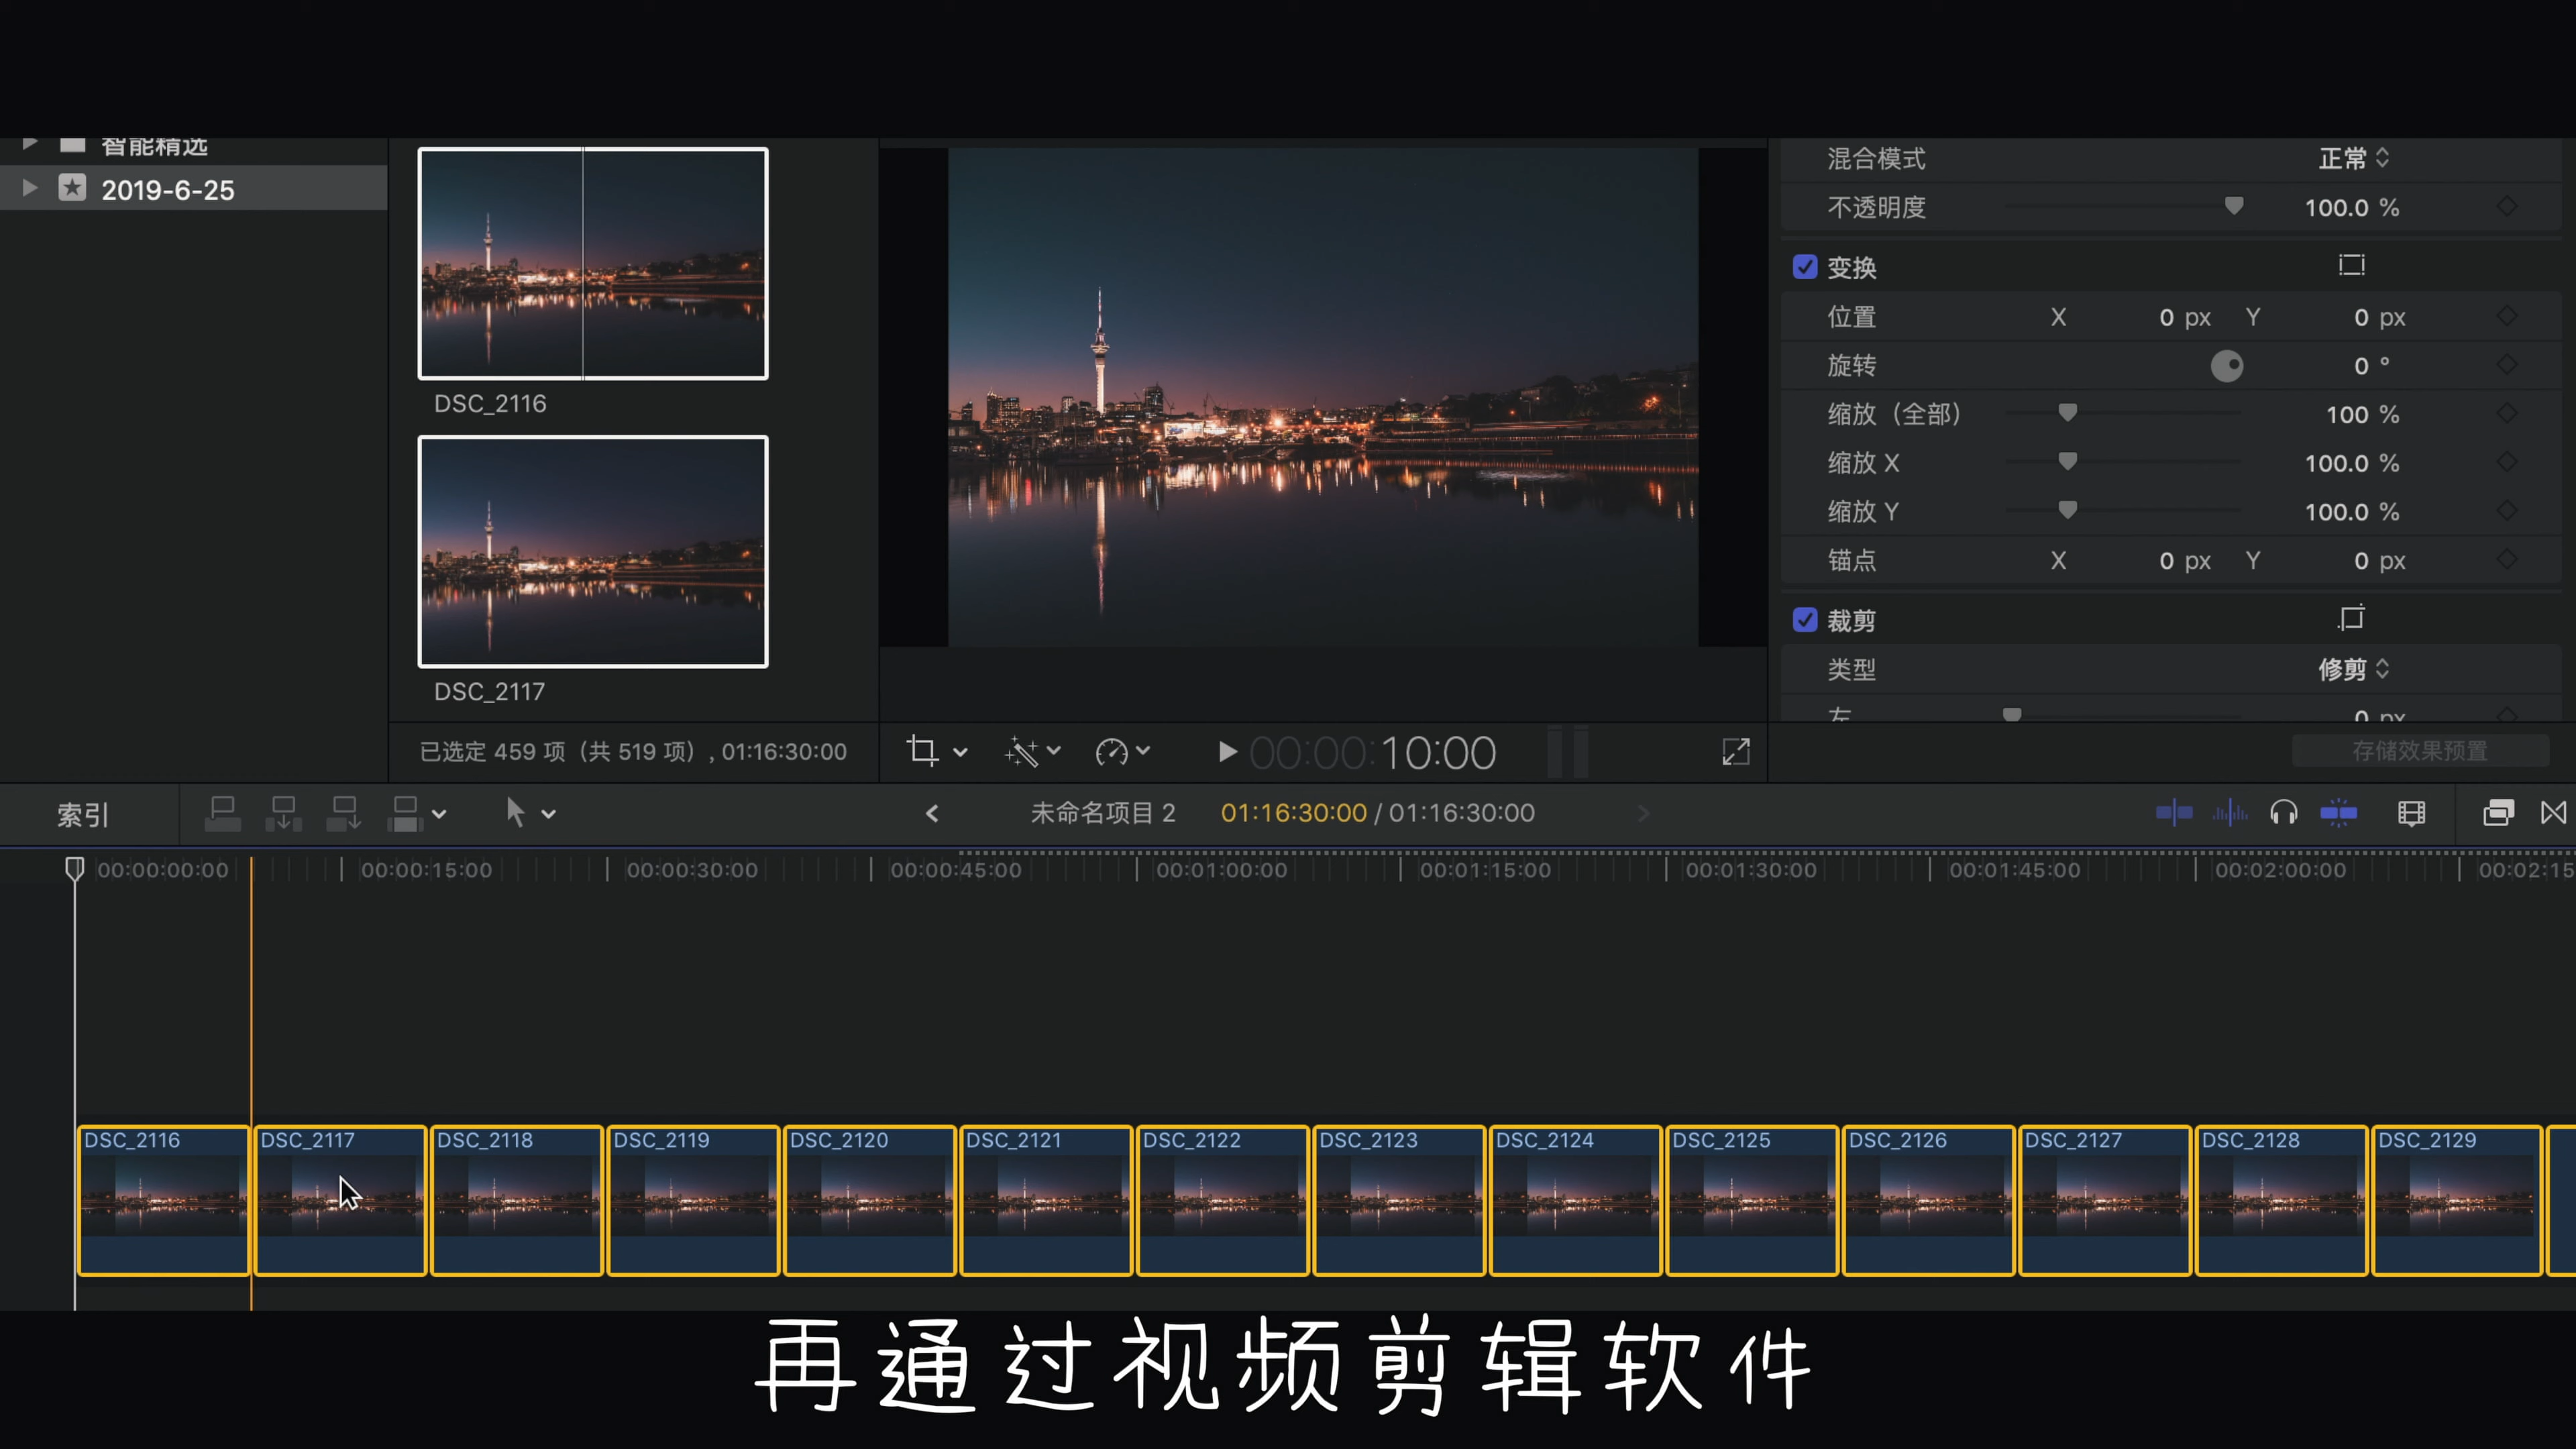 智能精选
2019-6-25
DSC_2116
DSC_2117
已选定 459 项（共 519 项）, 01:16:30:00
00:00:10:00
混合模式 正常
不透明度 100.0 %
变换
位置 X 0 px Y 0 px
旋转 0 °
缩放（全部） 100 %
缩放 X 100.0 %
缩放 Y 100.0 %
锚点 X 0 px Y 0 px
裁剪
类型 修剪
左 0 px
存储效果预置
索引
未命名项目 2 01:16:30:00 / 01:16:30:00
00:00:00:00 00:00:15:00 00:00:30:00 00:00:45:00 00:01:00:00 00:01:15:00 00:01:30:00 00:01:45:00 00:02:00:00 00:02:15
DSC_2116 DSC_2117 DSC_2118 DSC_2119 DSC_2120 DSC_2121 DSC_2122 DSC_2123 DSC_2124 DSC_2125 DSC_2126 DSC_2127 DSC_2128 DSC_2129
再通过视频剪辑软件